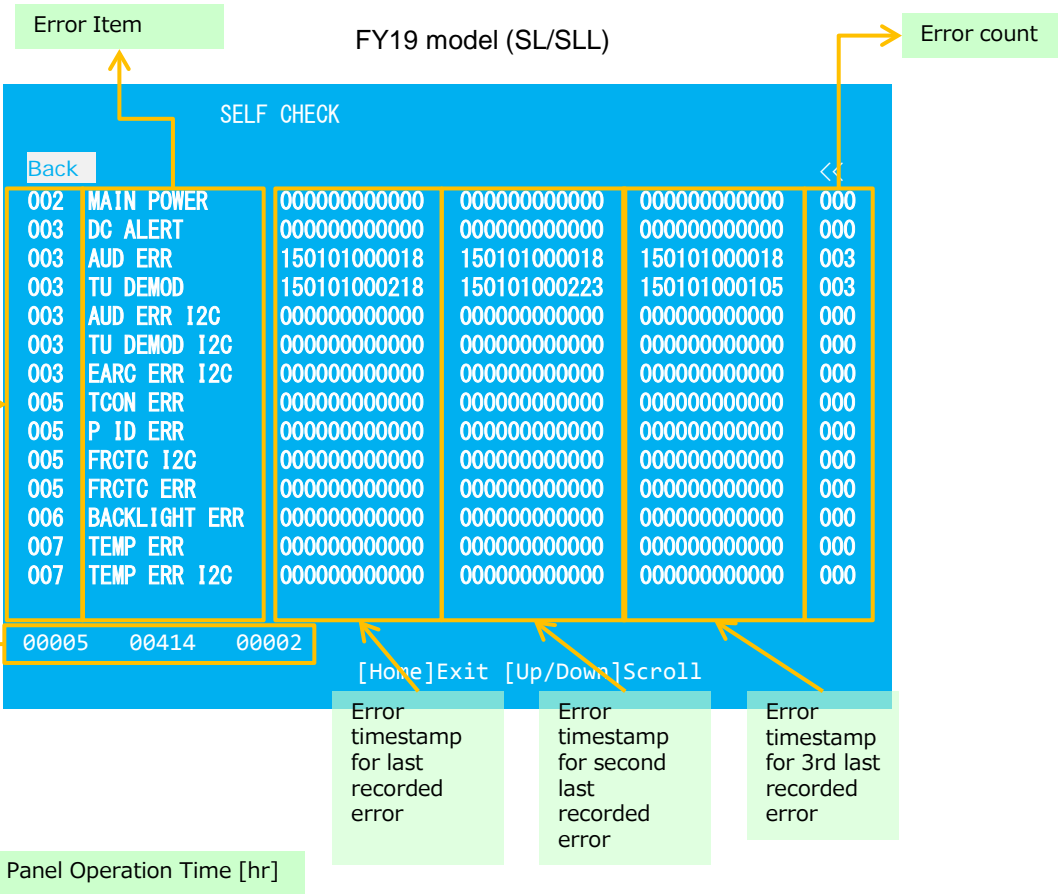 Error Item
FY19 model (SL/SLL)
Error count
SELF CHECK
Back <<
002 MAIN POWER 000000000000 000000000000 000000000000 000
003 DC ALERT 000000000000 000000000000 000000000000 000
003 AUD ERR 150101000018 150101000018 150101000018 003
003 TU DEMOD 150101000218 150101000223 150101000105 003
003 AUD ERR I2C 000000000000 000000000000 000000000000 000
003 TU DEMOD I2C 000000000000 000000000000 000000000000 000
003 EARC ERR I2C 000000000000 000000000000 000000000000 000
005 TCON ERR 000000000000 000000000000 000000000000 000
005 P ID ERR 000000000000 000000000000 000000000000 000
005 FRCTC I2C 000000000000 000000000000 000000000000 000
005 FRCTC ERR 000000000000 000000000000 000000000000 000
006 BACKLIGHT ERR 000000000000 000000000000 000000000000 000
007 TEMP ERR 000000000000 000000000000 000000000000 000
007 TEMP ERR I2C 000000000000 000000000000 000000000000 000
00005 00414 00002
[Home]Exit [Up/Down]Scroll
Error
timestamp
for last
recorded
error
Error
timestamp
for second
last
recorded
error
Error
timestamp
for 3rd last
recorded
error
Panel Operation Time [hr]